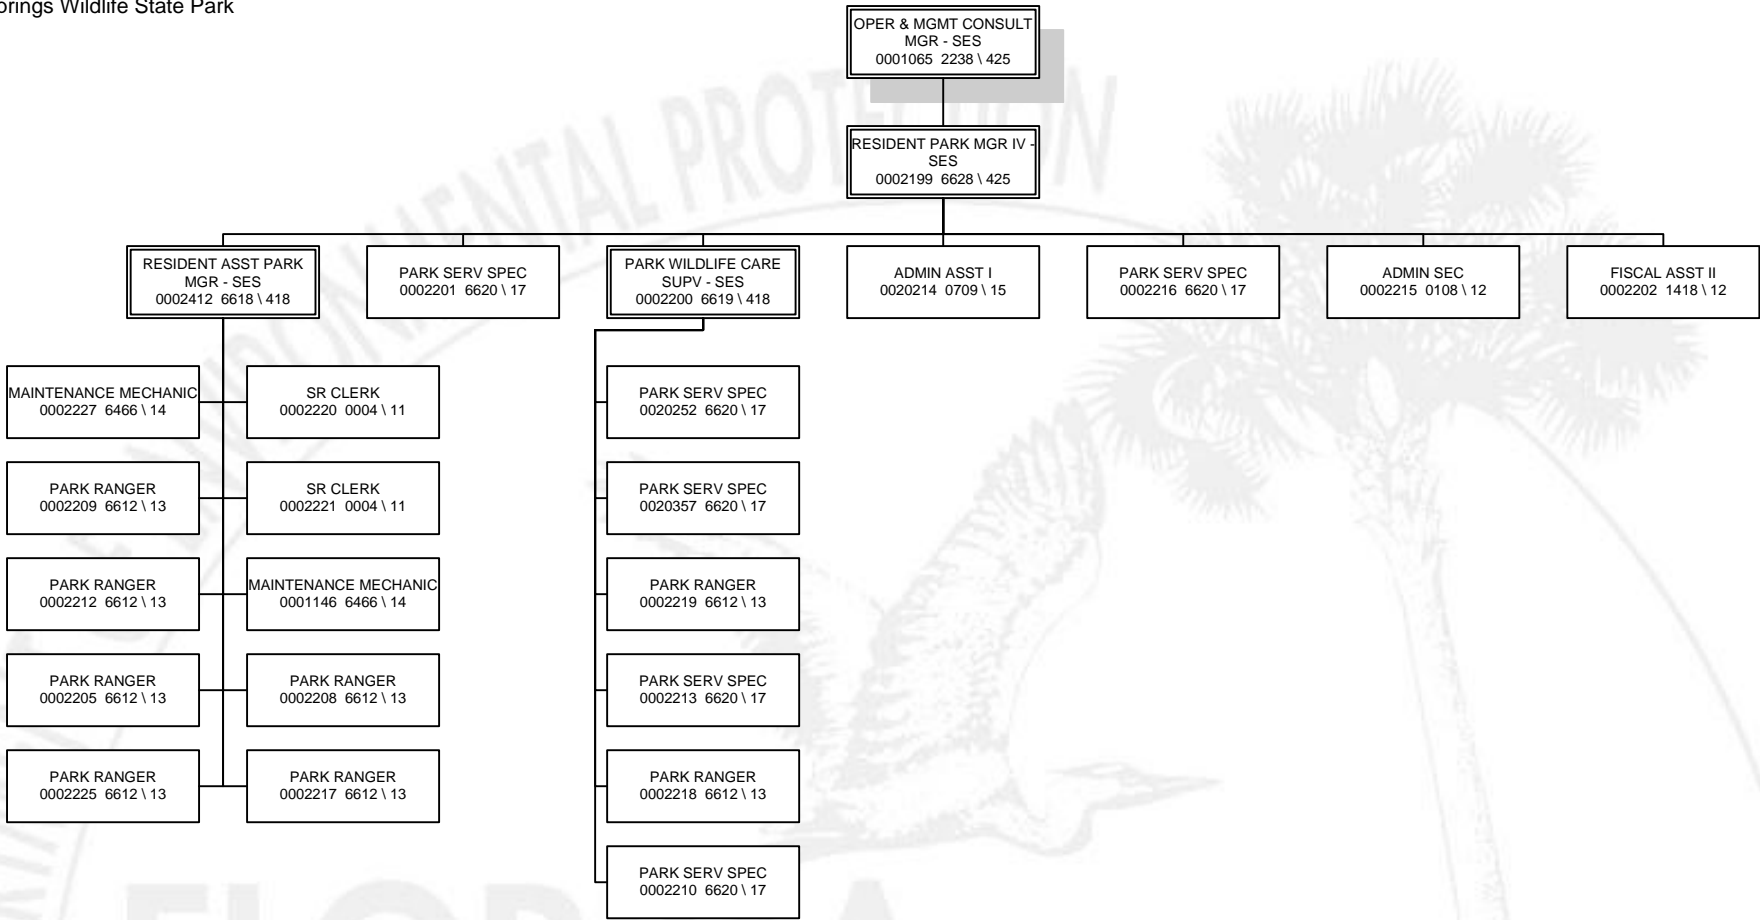 Wildlife State Park
OPER & MGMT CONSULT
MGR - SES
0001065 2238 \ 425
RESIDENT PARK MGR IV -
SES
0002199 6628 \ 425
RESIDENT ASST PARK
MGR - SES
0002412 6618 \ 418
PARK SERV SPEC
0002201 6620 \ 17
PARK WILDLIFE CARE
SUPV - SES
0002200 6619 \ 418
ADMIN ASST I
0020214 0709 \ 15
PARK SERV SPEC
0002216 6620 \ 17
ADMIN SEC
0002215 0108 \ 12
FISCAL ASST II
0002202 1418 \ 12
MAINTENANCE MECHANIC
0002227 6466 \ 14
SR CLERK
0002220 0004 \ 11
PARK RANGER
0002209 6612 \ 13
SR CLERK
0002221 0004 \ 11
PARK RANGER
0002212 6612 \ 13
MAINTENANCE MECHANIC
0001146 6466 \ 14
PARK RANGER
0002205 6612 \ 13
PARK RANGER
0002208 6612 \ 13
PARK RANGER
0002225 6612 \ 13
PARK RANGER
0002217 6612 \ 13
PARK SERV SPEC
0020252 6620 \ 17
PARK SERV SPEC
0020357 6620 \ 17
PARK RANGER
0002219 6612 \ 13
PARK SERV SPEC
0002213 6620 \ 17
PARK RANGER
0002218 6612 \ 13
PARK SERV SPEC
0002210 6620 \ 17
OF ENVIRONMENTAL PROTECTION
FLORIDA